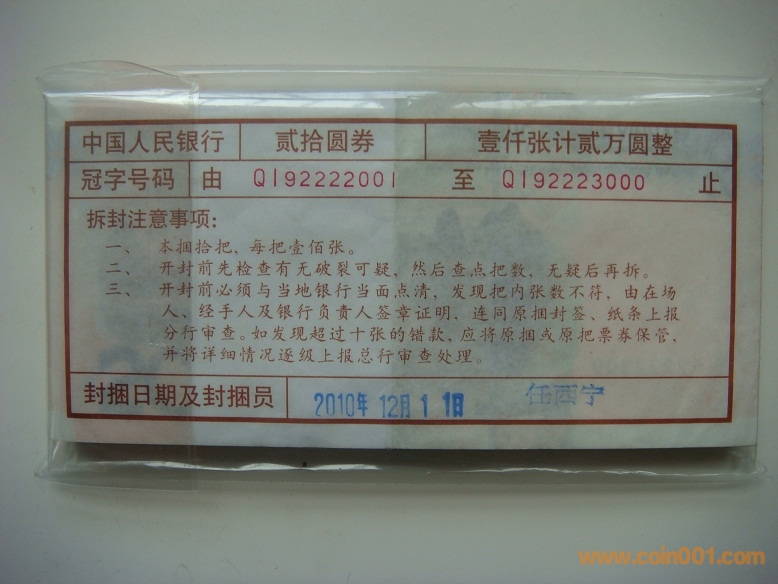 中国人民银行 贰拾圆券 壹仟张计贰万圆整
冠字号码 由 QI92222001 至 QI92223000 止
拆封注意事项:
一、 本捆拾把,每把壹佰张。
二、 开封前先检查有无破裂可疑,然后查点把数,无疑后再拆。
三、 开封前必须与当地银行当面点清,发现把内张数不符,由在场
人、经手人及银行负责人签章证明,连同原捆封签、纸条上报
分行审查。如发现超过十张的错款,应将原捆或原把票券保管,
并将详细情况逐级上报总行审查处理。
封捆日期及封捆员 2010年 12月 1 1日 任西宁
www.coin001.com